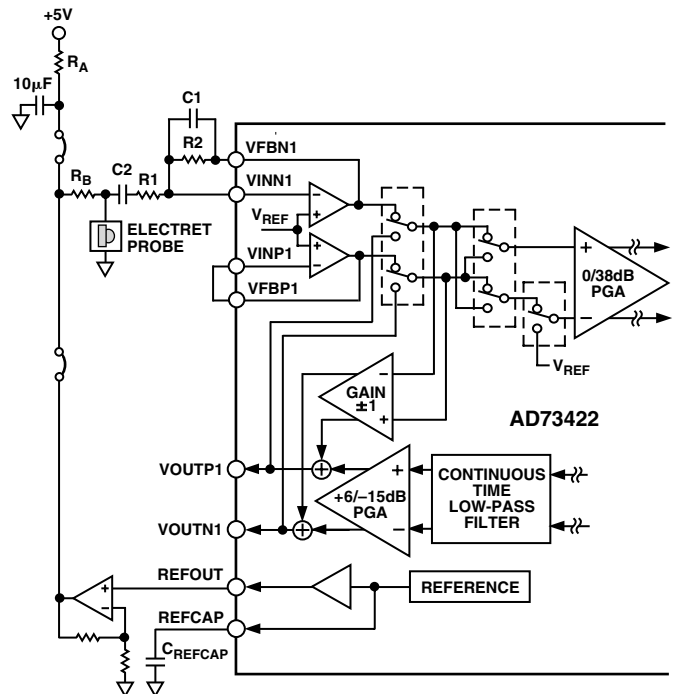 +5V
RA
10μF
C1
R2
VFBN1
RB
C2
R1
VINN1
ELECTRET
PROBE
VREF
VINP1
VFBP1
0/38dB
PGA
VREF
GAIN
±1
AD73422
VOUTP1
+6/–15dB
PGA
CONTINUOUS
TIME
LOW-PASS
FILTER
VOUTN1
REFOUT
REFERENCE
REFCAP
CREFCAP